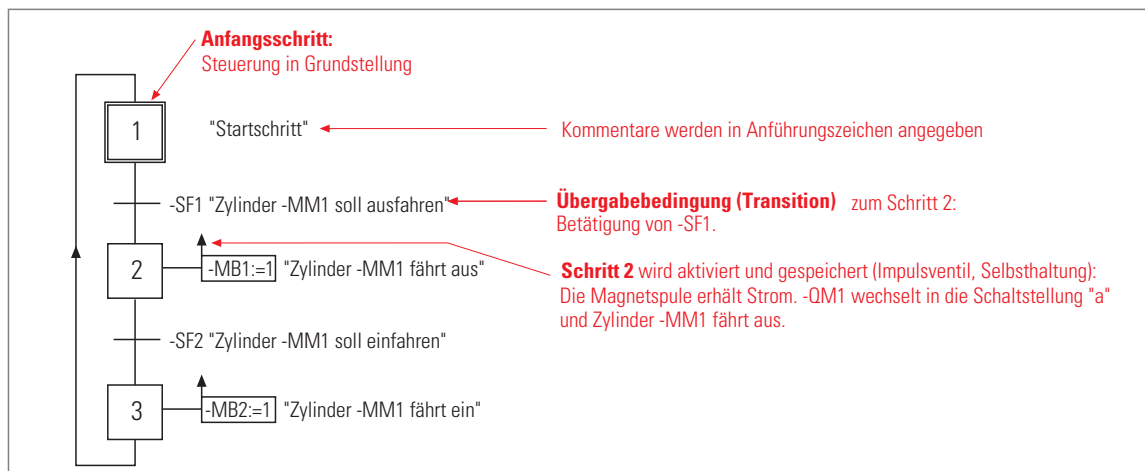 Anfangsschritt:
Steuerung in Grundstellung
1
"Startschritt"
Kommentare werden in Anführungszeichen angegeben
-SF1 "Zylinder -MM1 soll ausfahren"
Übergabebedingung (Transition) zum Schritt 2:
Betätigung von -SF1.
2
-MB1:=1 "Zylinder -MM1 fährt aus"
Schritt 2 wird aktiviert und gespeichert (Impulsventil, Selbsthaltung):
Die Magnetspule erhält Strom. -QM1 wechselt in die Schaltstellung "a"
und Zylinder -MM1 fährt aus.
-SF2 "Zylinder -MM1 soll einfahren"
3
-MB2:=1 "Zylinder -MM1 fährt ein"